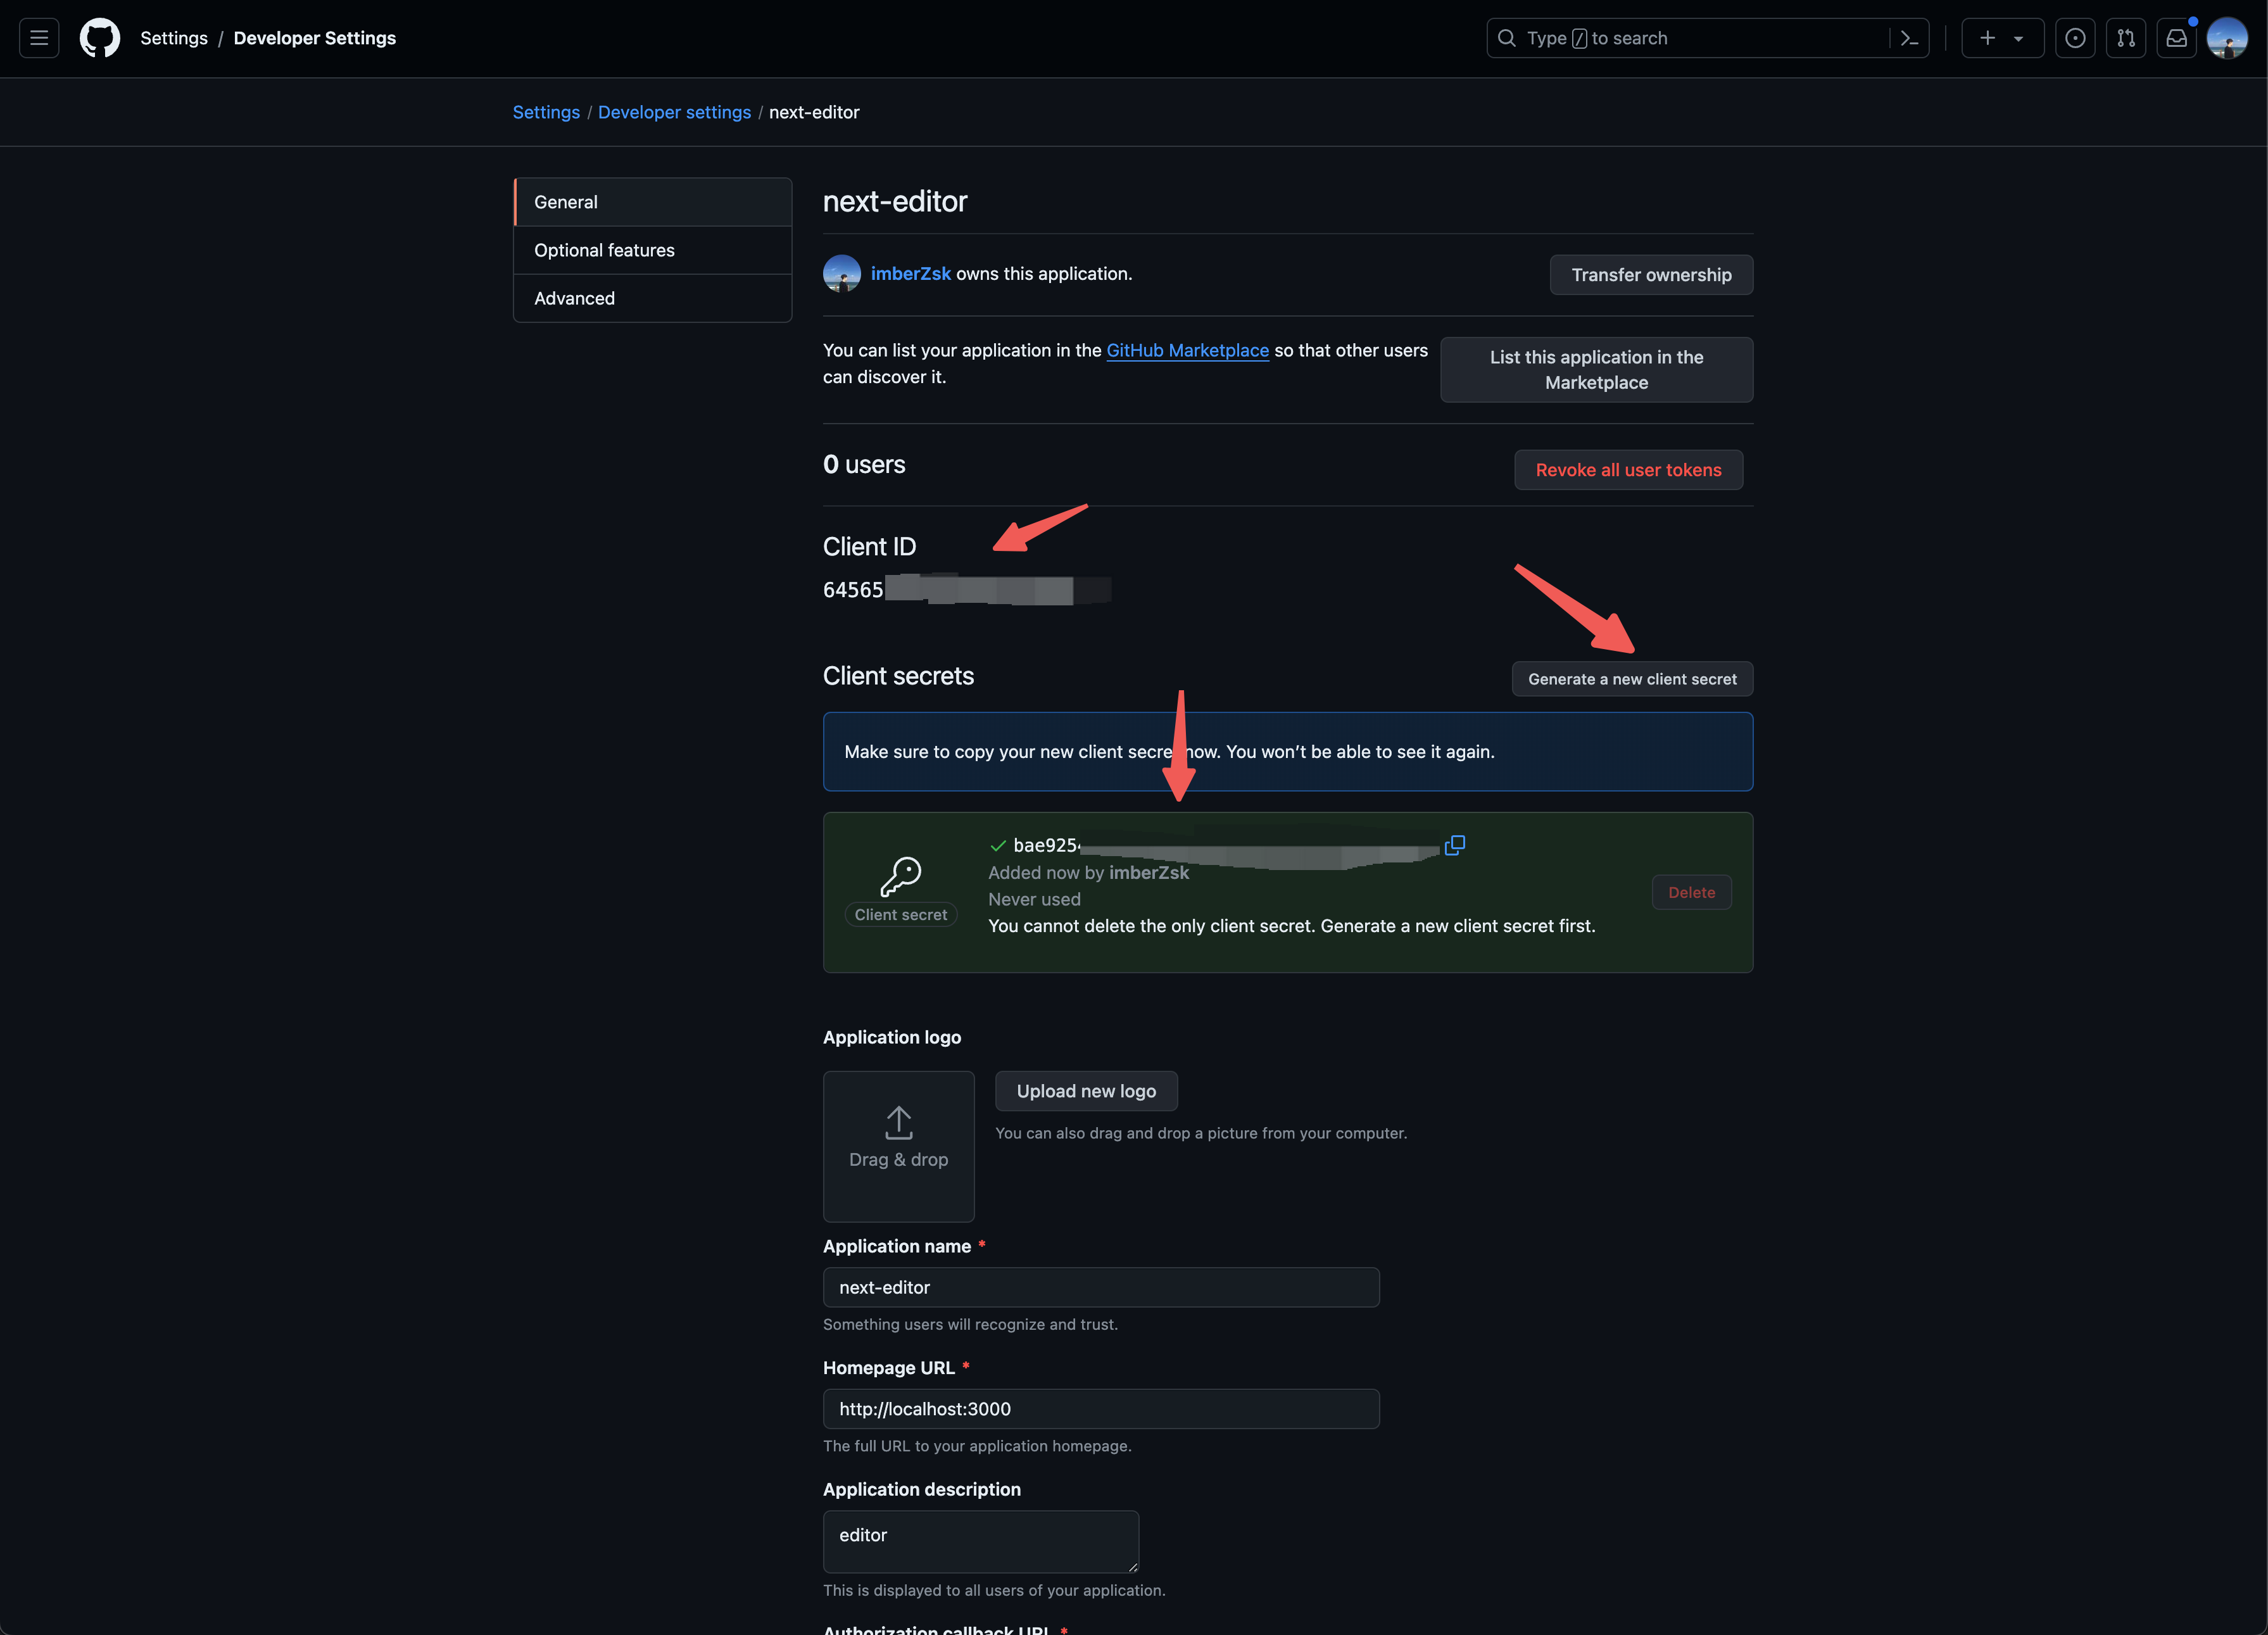 Settings / Developer Settings
Type / to search
Settings / Developer settings / next-editor
General
Optional features
Advanced
next-editor
imberZsk owns this application.
Transfer ownership
You can list your application in the GitHub Marketplace so that other users
can discover it.
List this application in the
Marketplace
0 users
Revoke all user tokens
Client ID
64565
Client secrets
Generate a new client secret
Make sure to copy your new client secret now. You won’t be able to see it again.
bae925
Added now by imberZsk
Never used
You cannot delete the only client secret. Generate a new client secret first.
Client secret
Delete
Application logo
Drag & drop
Upload new logo
You can also drag and drop a picture from your computer.
Application name *
next-editor
Something users will recognize and trust.
Homepage URL *
http://localhost:3000
The full URL to your application homepage.
Application description
editor
This is displayed to all users of your application.
Authorization callback URL *